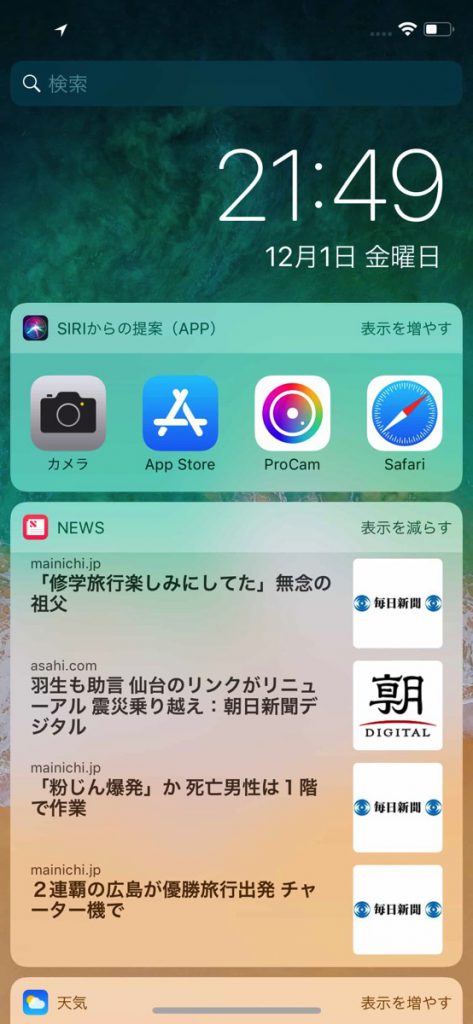 検索
21:49
12月1日 金曜日
SIRIからの提案（APP）
表示を増やす
カメラ
App Store
ProCam
Safari
NEWS
表示を減らす
mainichi.jp
「修学旅行楽しみにしてた」無念の
祖父
毎日新聞
asahi.com
羽生も助言 仙台のリンクがリニュ
ーアル 震災乗り越え：朝日新聞デ
ジタル
朝
DIGITAL
mainichi.jp
「粉じん爆発」か 死亡男性は１階
で作業
毎日新聞
mainichi.jp
２連覇の広島が優勝旅行出発 チャ
ーター機で
毎日新聞
天気
表示を増やす